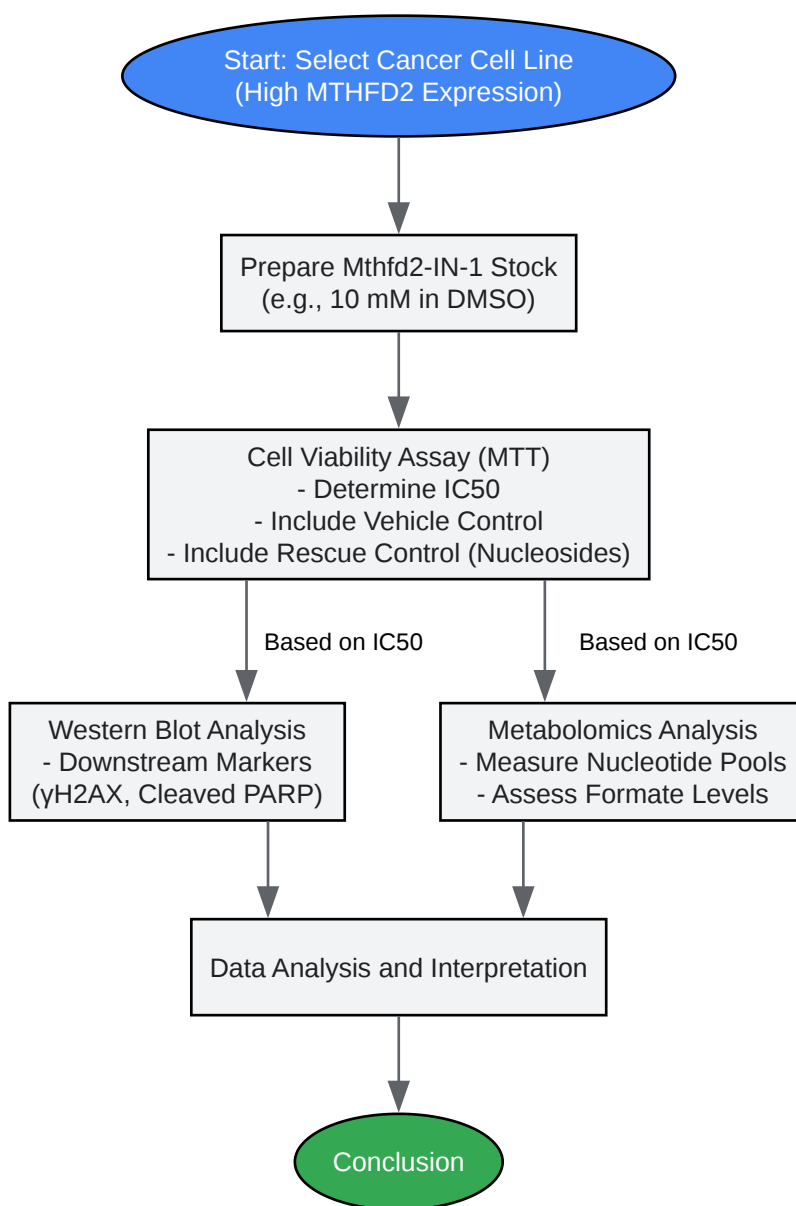 Start: Select Cancer Cell Line
(High MTHFD2 Expression)
Prepare Mthfd2-IN-1 Stock
(e.g., 10 mM in DMSO)
Cell Viability Assay (MTT)
- Determine IC50
- Include Vehicle Control
- Include Rescue Control (Nucleosides)
Based on IC50
Based on IC50
Western Blot Analysis
- Downstream Markers
(γH2AX, Cleaved PARP)
Metabolomics Analysis
- Measure Nucleotide Pools
- Assess Formate Levels
Data Analysis and Interpretation
Conclusion